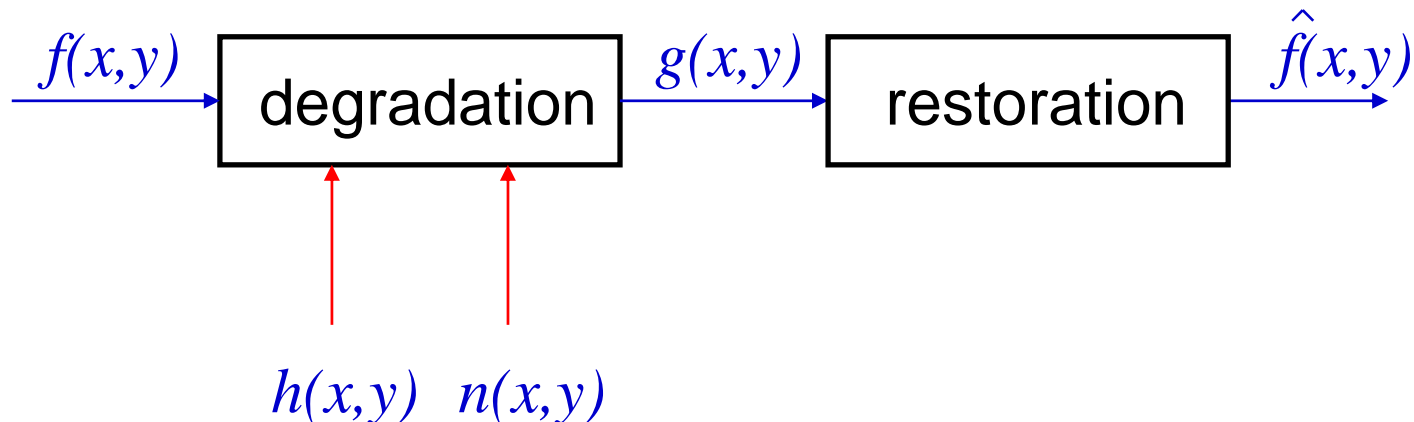 f(x,y)
degradation
g(x,y)
restoration
f̂(x,y)
h(x,y) n(x,y)